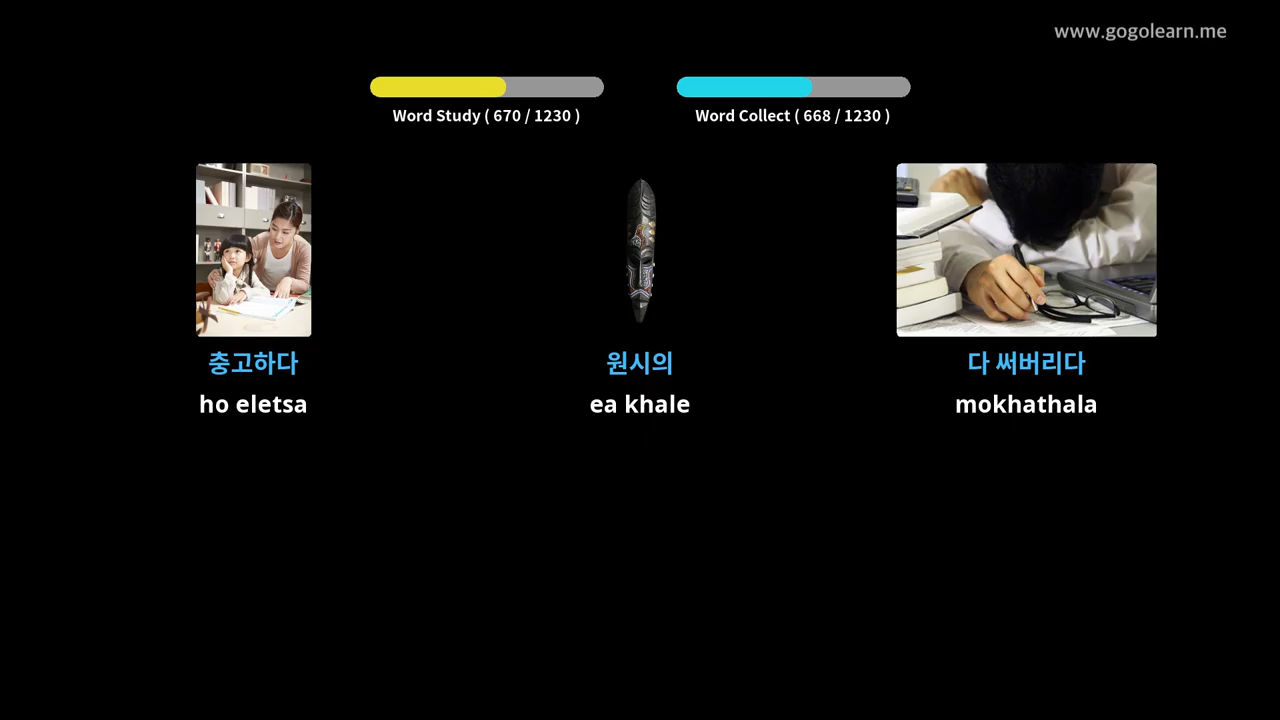 www.gogolearn.me
Word Study ( 670 / 1230 )
Word Collect ( 668 / 1230 )
충고하다
ho eletsa
원시의
ea khale
다 써버리다
mokhathala